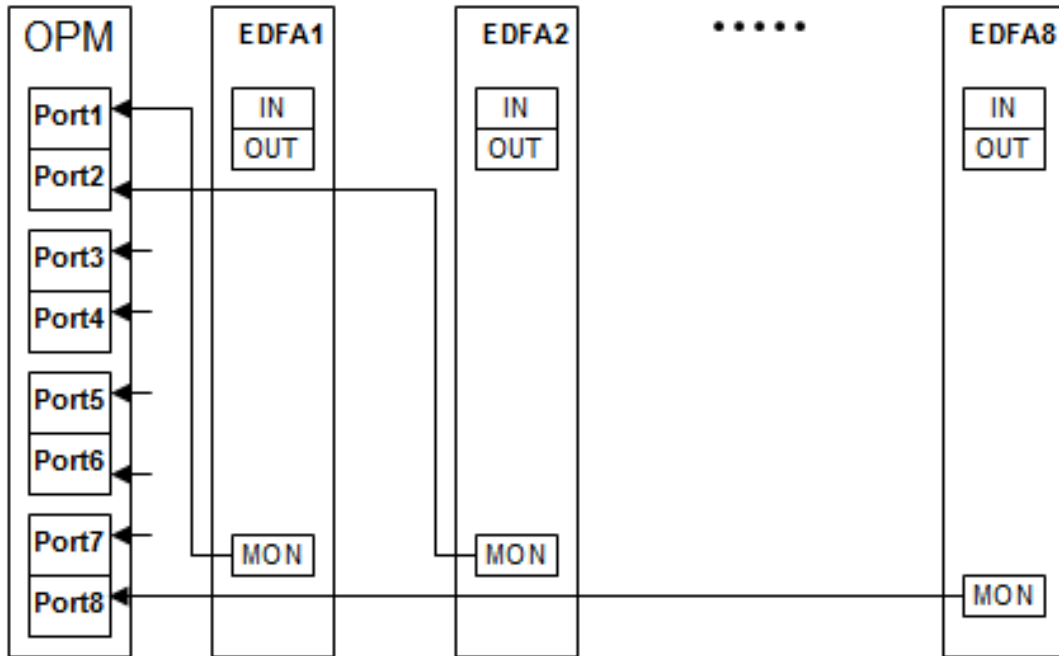 OPM
Port1
Port2
Port3
Port4
Port5
Port6
Port7
Port8
EDFA1
IN
OUT
MON
EDFA2
IN
OUT
MON
.....
EDFA8
IN
OUT
MON